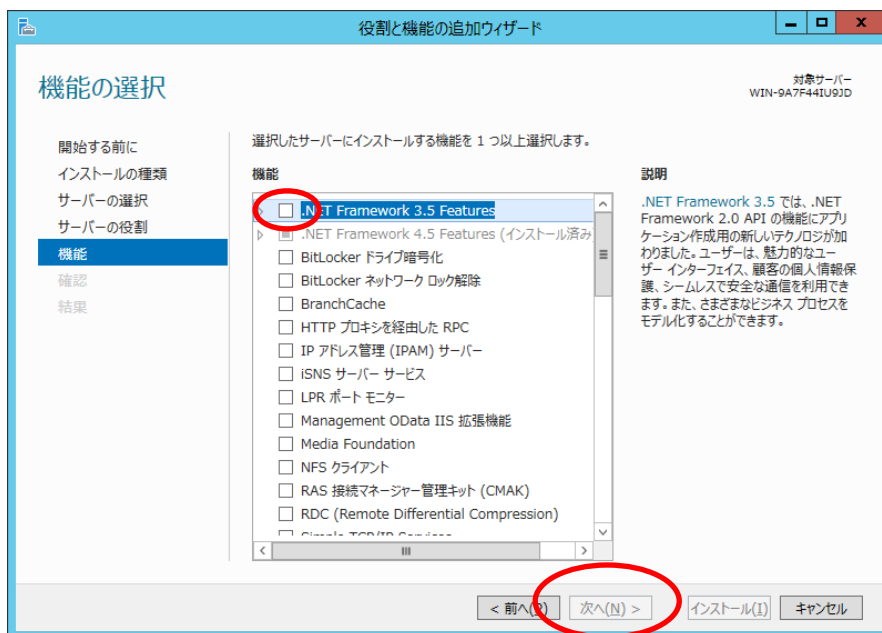 役割と機能の追加ウィザード
機能の選択
対象サーバー
WIN-9A7F44IU9JD
開始する前に
インストールの種類
サーバーの選択
サーバーの役割
機能
確認
結果
選択したサーバーにインストールする機能を 1 つ以上選択します。
機能
.NET Framework 3.5 Features
.NET Framework 4.5 Features (インストール済み
BitLocker ドライブ暗号化
BitLocker ネットワーク ロック解除
BranchCache
HTTP プロキシを経由した RPC
IP アドレス管理 (IPAM) サーバー
iSNS サーバー サービス
LPR ポート モニター
Management OData IIS 拡張機能
Media Foundation
NFS クライアント
RAS 接続マネージャー管理キット (CMAK)
RDC (Remote Differential Compression)
Simple TCP/IP Services
説明
.NET Framework 3.5 では、.NET
Framework 2.0 API の機能にアプリ
ケーション作成用の新しいテクノロジが加
わりました。ユーザーは、魅力的なユー
ザー インターフェイス、顧客の個人情報保
護、シームレスで安全な通信を利用でき
ます。また、さまざまなビジネス プロセスを
モデル化することができます。
< 前へ(P)
次へ(N) >
インストール(I)
キャンセル